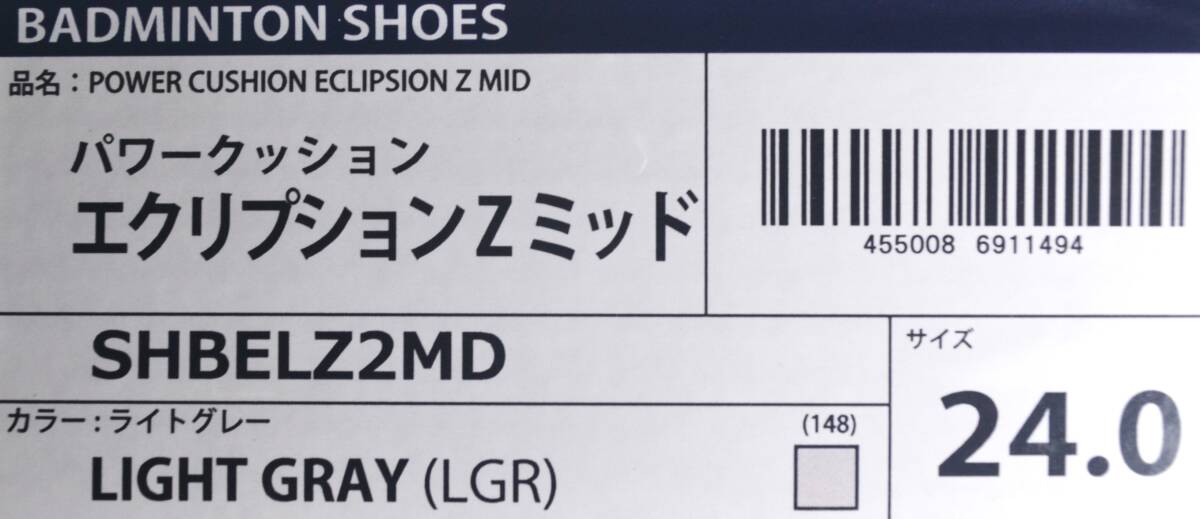 BADMINTON SHOES
品名：POWER CUSHION ECLIPSION Z MID
パワークッション
エクリプションZ ミッド
455008 6911494
SHBELZ2MD
サイズ
24.0
カラー：ライトグレー
(148)
LIGHT GRAY (LGR)